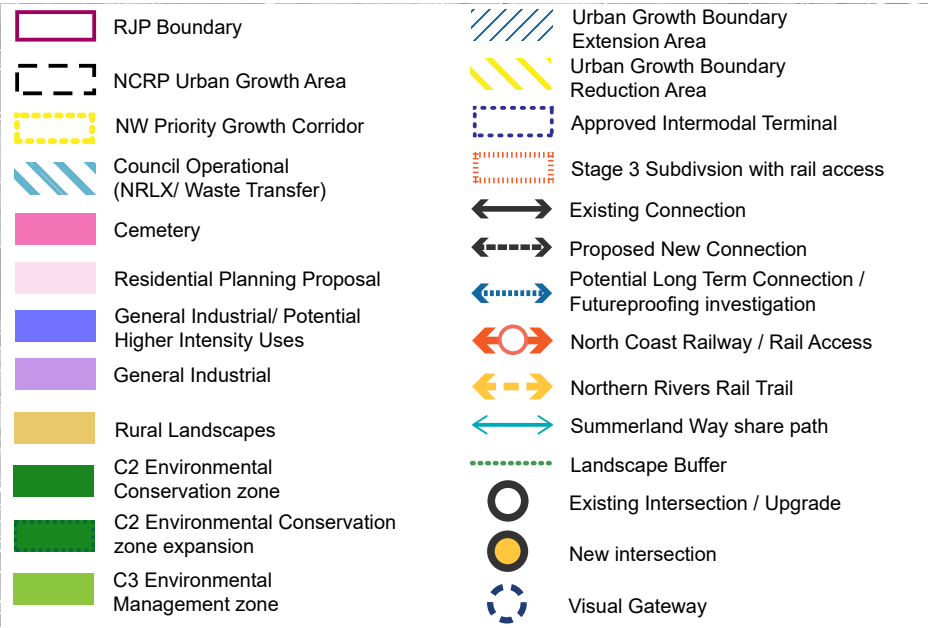 RJP Boundary
NCRP Urban Growth Area
NW Priority Growth Corridor
Council Operational
(NRLX/ Waste Transfer)
Cemetery
Residential Planning Proposal
General Industrial/ Potential
Higher Intensity Uses
General Industrial
Rural Landscapes
C2 Environmental
Conservation zone
C2 Environmental Conservation
zone expansion
C3 Environmental
Management zone
Urban Growth Boundary
Extension Area
Urban Growth Boundary
Reduction Area
Approved Intermodal Terminal
Stage 3 Subdivsion with rail access
Existing Connection
Proposed New Connection
Potential Long Term Connection /
Futureproofing investigation
North Coast Railway / Rail Access
Northern Rivers Rail Trail
Summerland Way share path
Landscape Buffer
Existing Intersection / Upgrade
New intersection
Visual Gateway